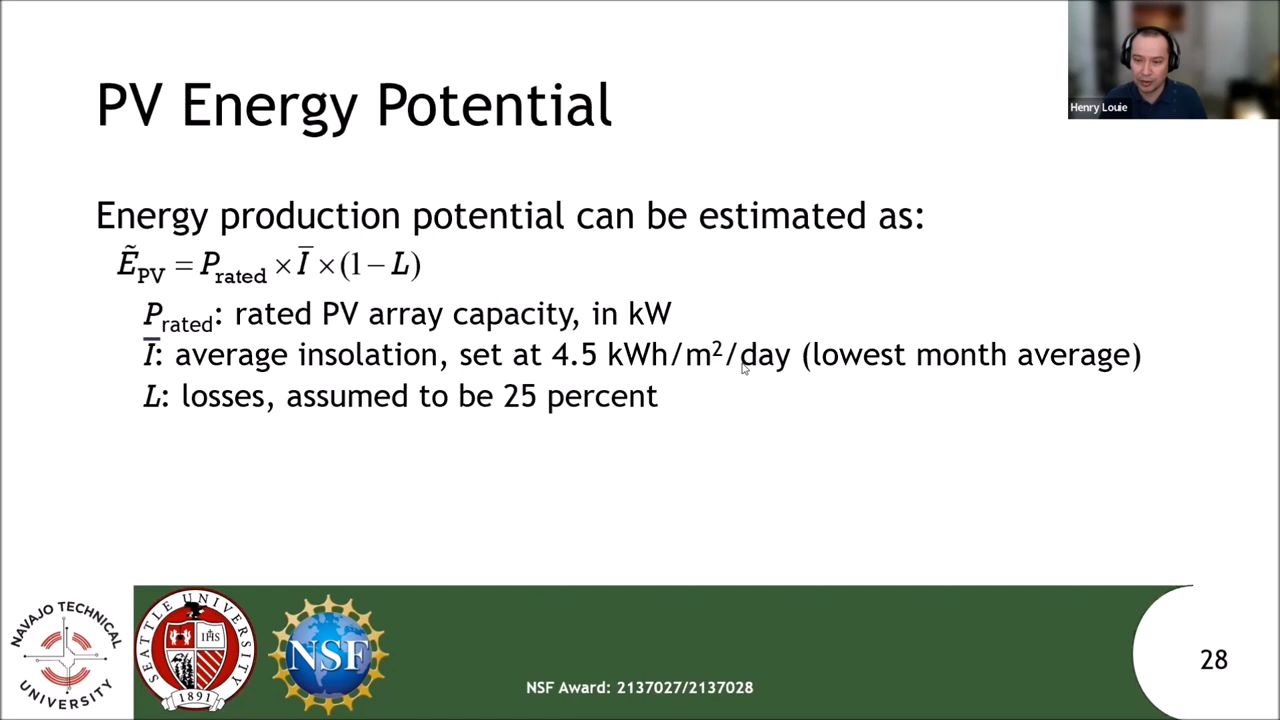 Henry Louie
PV Energy Potential
Energy production potential can be estimated as:
Ẽ_PV = P_rated × Ī × (1 − L)
P_rated: rated PV array capacity, in kW
Ī: average insolation, set at 4.5 kWh/m²/day (lowest month average)
L: losses, assumed to be 25 percent
NAVAJO TECHNICAL
UNIVERSITY
SEATTLE UNIVERSITY
IHS
1891
NSF
NSF Award: 2137027/2137028
28